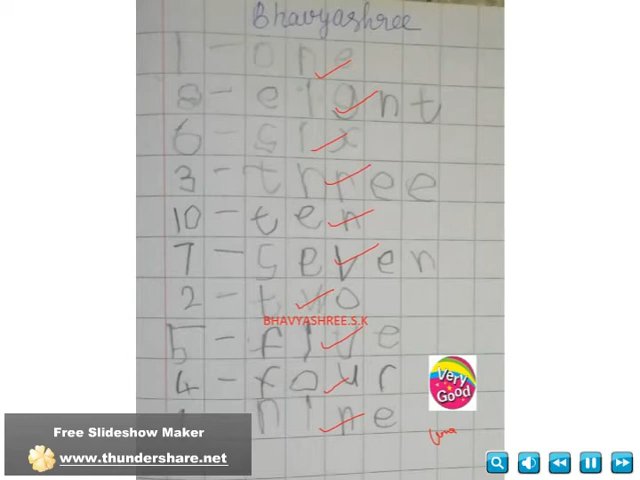 Bhavyashree
1 - one
8 - eight
6 - six
3 - three
10 - ten
7 - seven
2 - two
BHAVYASHREE.S.K
5 - five
4 - four
nine
Very Good
Free Slideshow Maker
www.thundershare.net